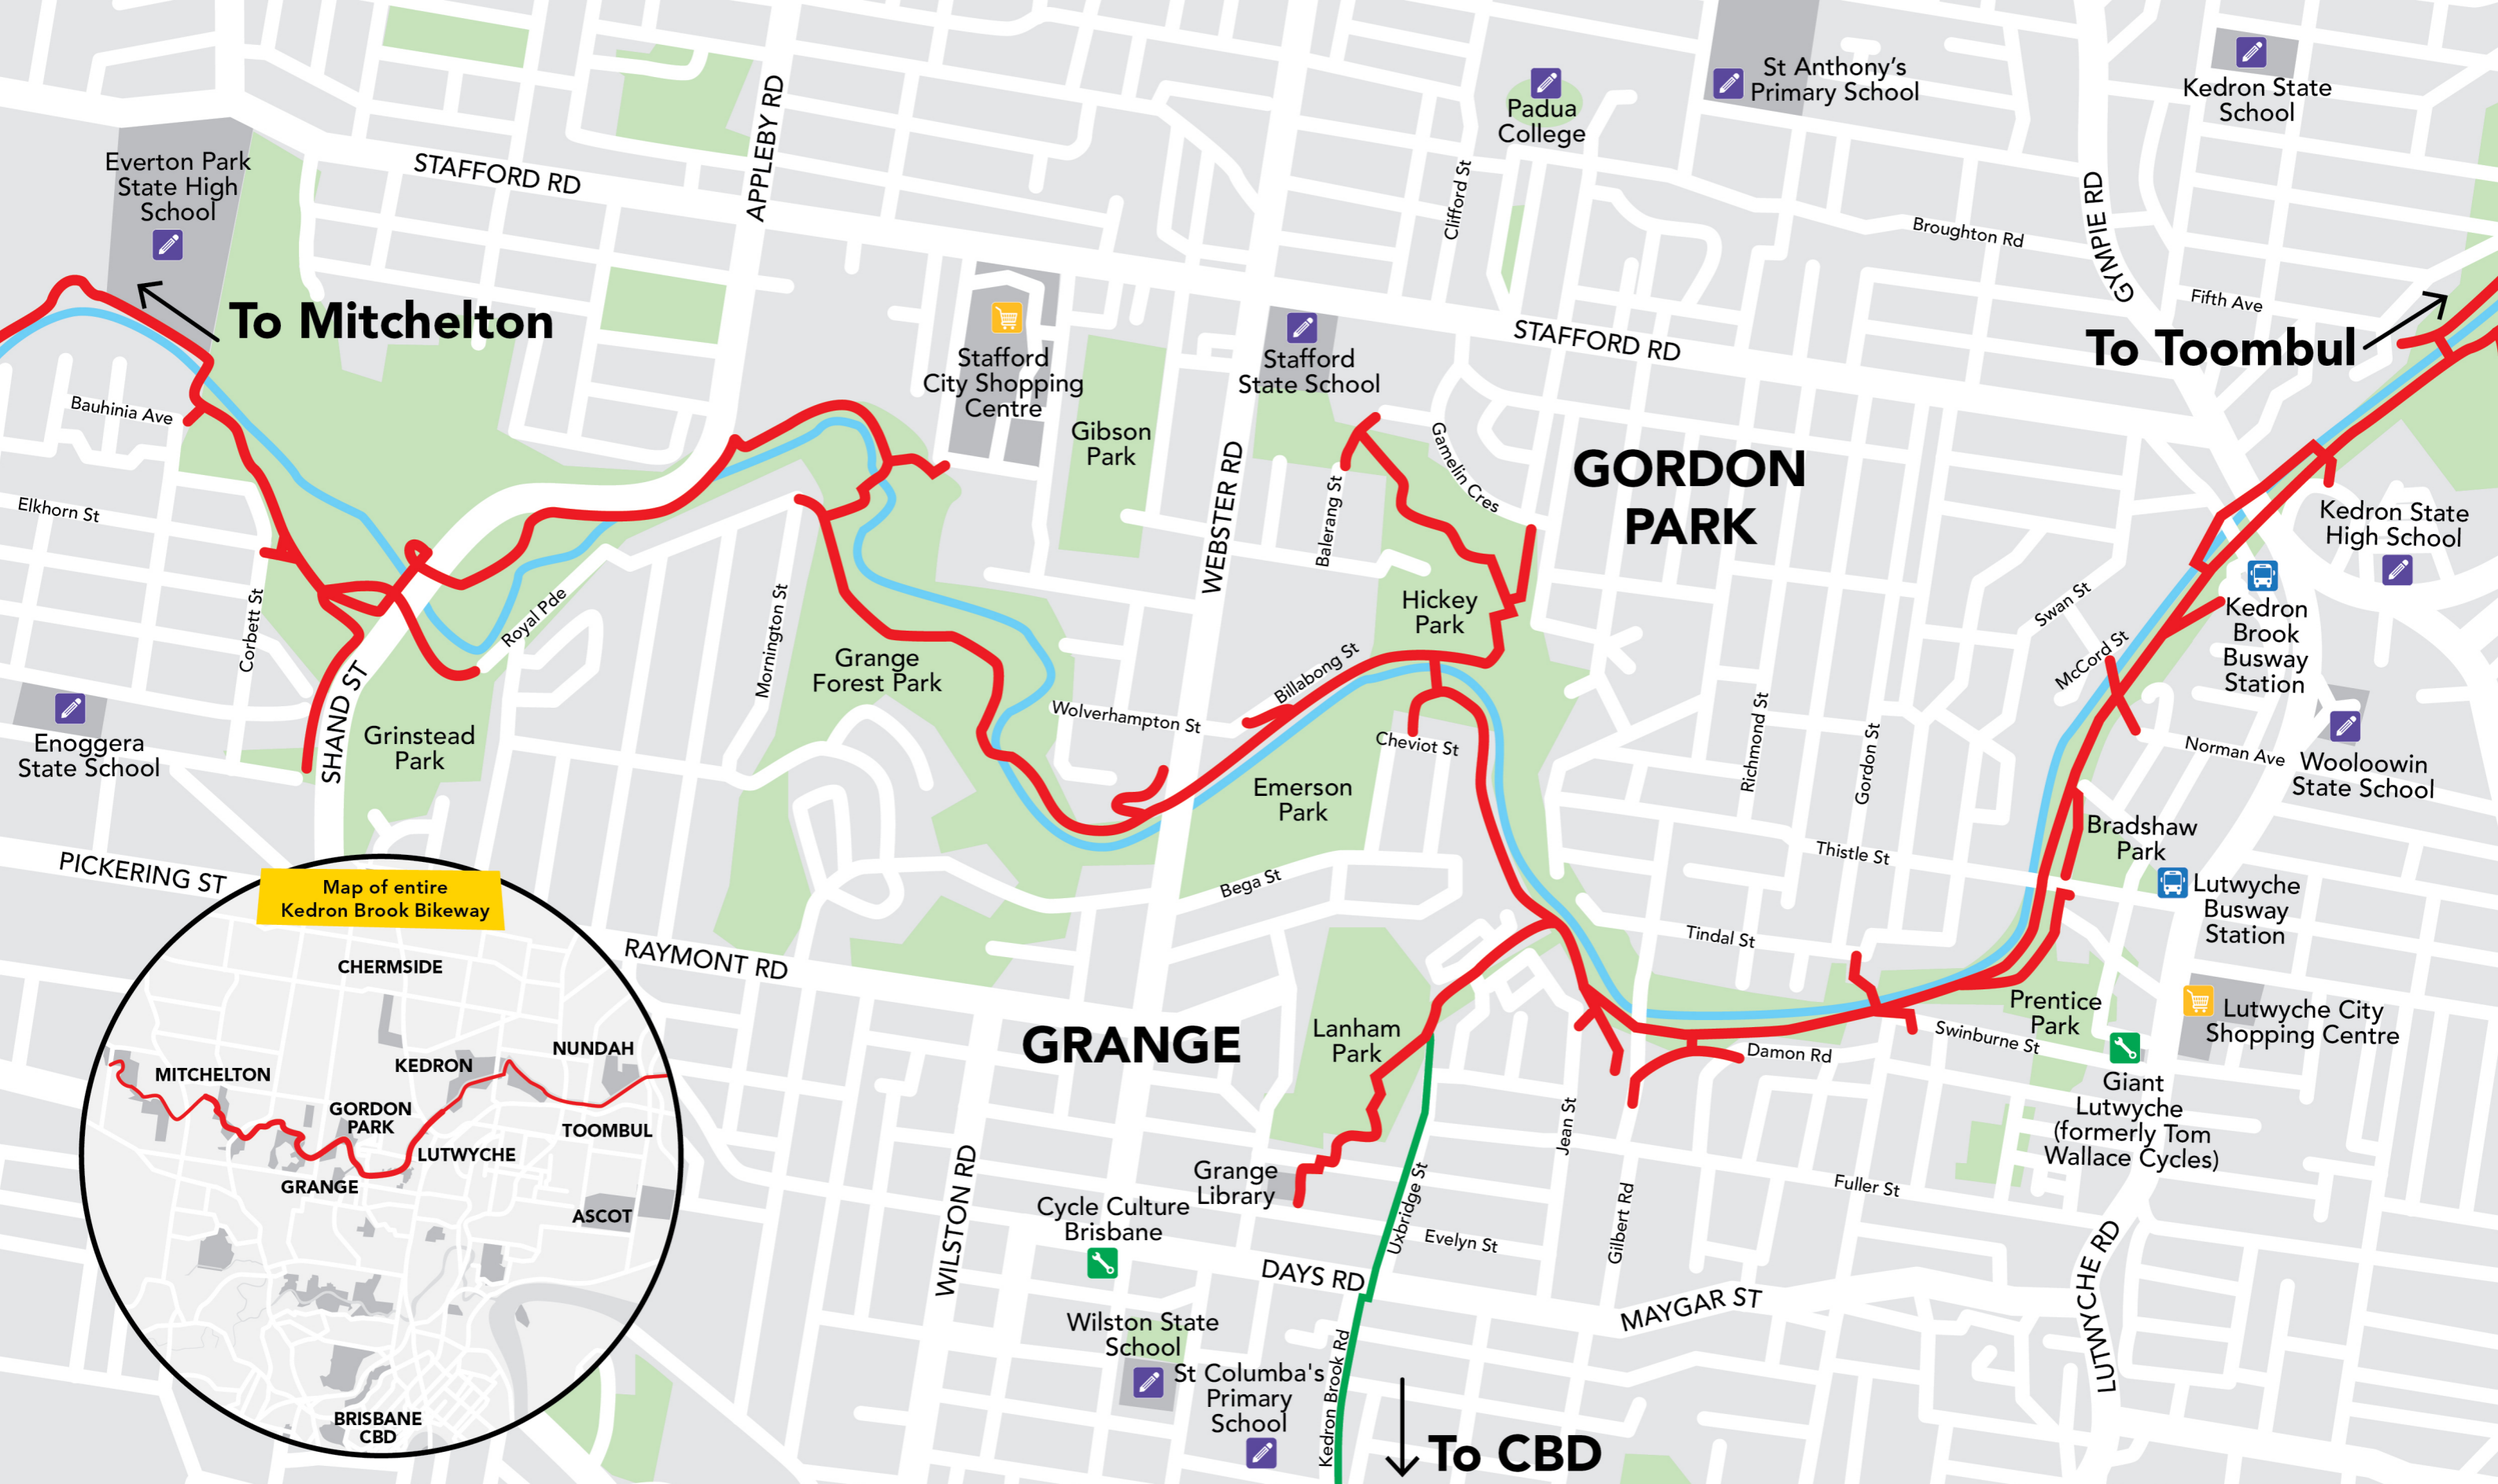 St Anthony's
Primary School
Kedron State
School
Padua
College
APPLEBY RD
Everton Park
State High
School
STAFFORD RD
Clifford St
GYMPIE RD
Broughton Rd
Fifth Ave
To Mitchelton
Stafford
City Shopping
Centre
Stafford
State School
STAFFORD RD
To Toombul
Bauhinia Ave
Gibson
Park
Gamelin Cres
GORDON
PARK
Elkhorn St
WEBSTER RD
Balerang St
Kedron State
High School
Corbett St
Royal Pde
Mornington St
Hickey
Park
Swan St
McCord St
Kedron
Brook
Busway
Station
Grange
Forest Park
Billabong St
SHAND ST
Grinstead
Park
Wolverhampton St
Cheviot St
Richmond St
Gordon St
Norman Ave
Wooloowin
State School
Enoggera
State School
Emerson
Park
Bradshaw
Park
Thistle St
PICKERING ST
Bega St
Lutwyche
Busway
Station
RAYMONT RD
Tindal St
Prentice
Park
Lutwyche City
Shopping Centre
GRANGE
Lanham
Park
Damon Rd
Swinburne St
Giant
Lutwyche
(formerly Tom
Wallace Cycles)
Jean St
Grange
Library
Uxbridge St
Fuller St
Cycle Culture
Brisbane
WILSTON RD
Evelyn St
Gilbert Rd
DAYS RD
MAYGAR ST
LUTWYCHE RD
Wilston State
School
St Columba's
Primary
School
Kedron Brook Rd
To CBD
Map of entire
Kedron Brook Bikeway
CHERMSIDE
NUNDAH
KEDRON
MITCHELTON
GORDON
PARK
TOOMBUL
LUTWYCHE
GRANGE
ASCOT
BRISBANE
CBD